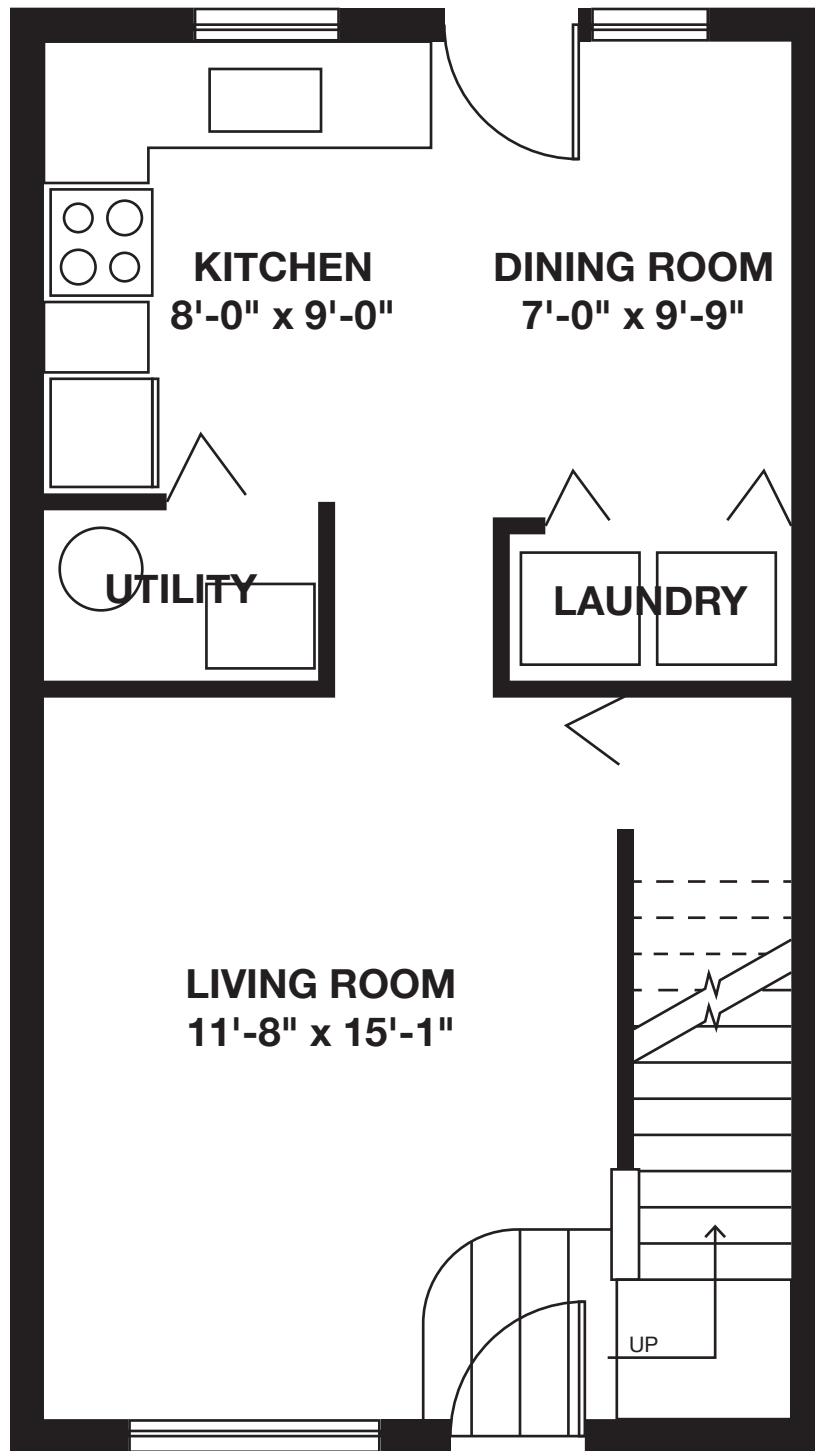 KITCHEN
8'-0" x 9'-0"
DINING ROOM
7'-0" x 9'-9"
UTILITY
LAUNDRY
LIVING ROOM
11'-8" x 15'-1"
UP